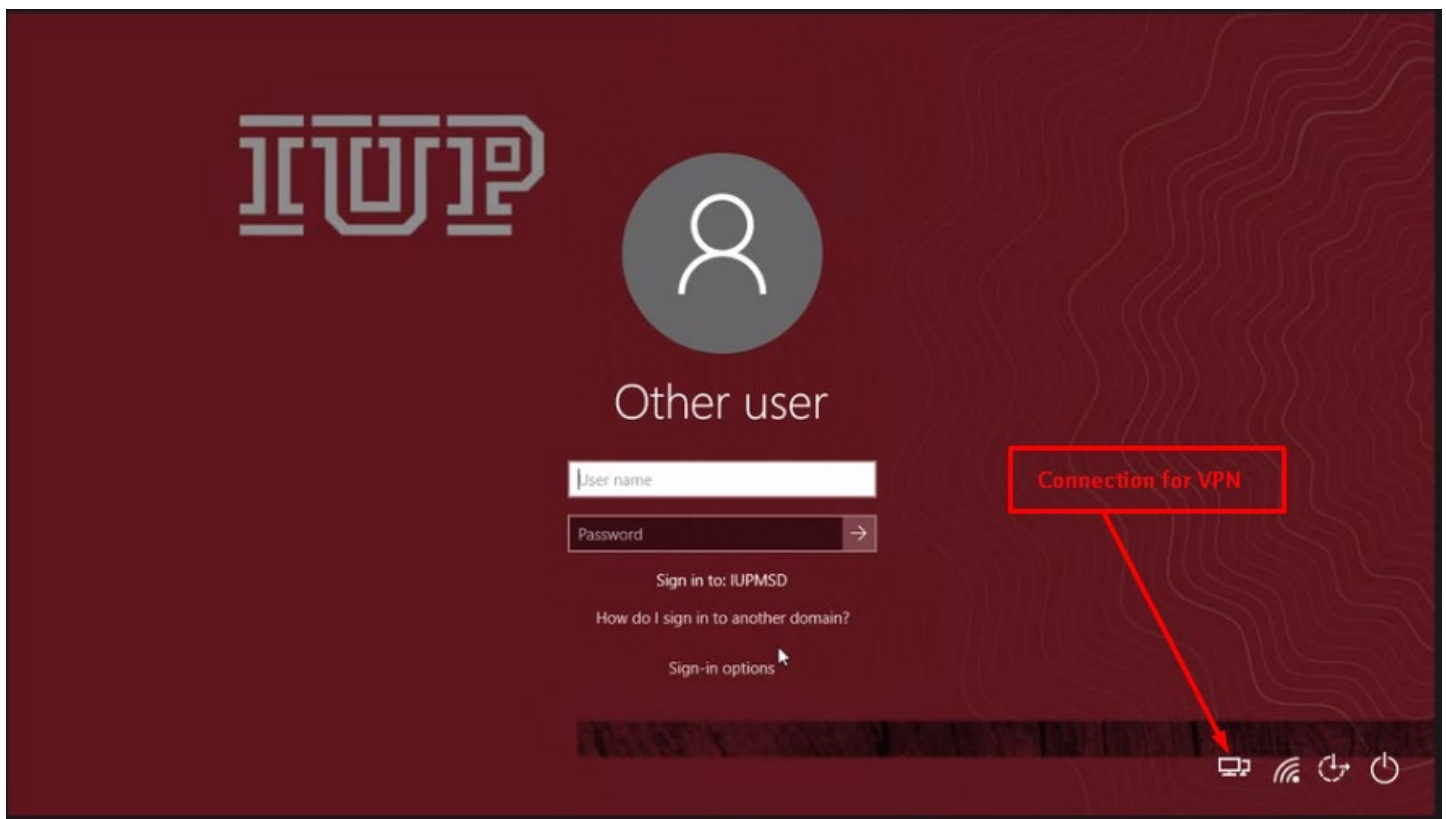 IUP
Other user
User name
Password
Sign in to: IUPMSD
How do I sign in to another domain?
Sign-in options
Connection for VPN